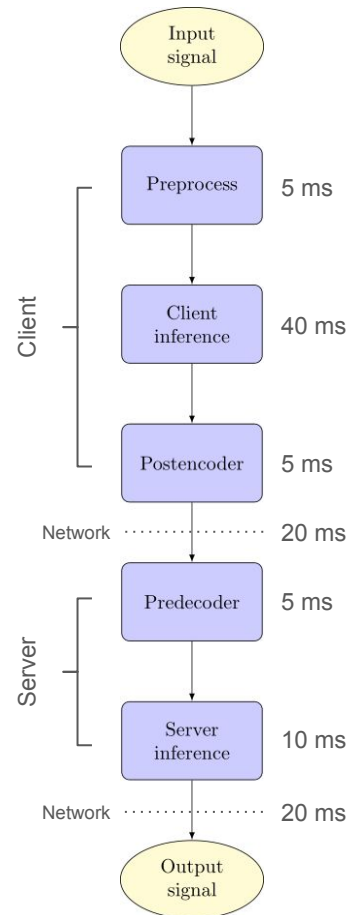 Input
signal
Preprocess
5 ms
Client
Client
inference
40 ms
Postencoder
5 ms
Network
20 ms
Predecoder
5 ms
Server
Server
inference
10 ms
Network
20 ms
Output
signal